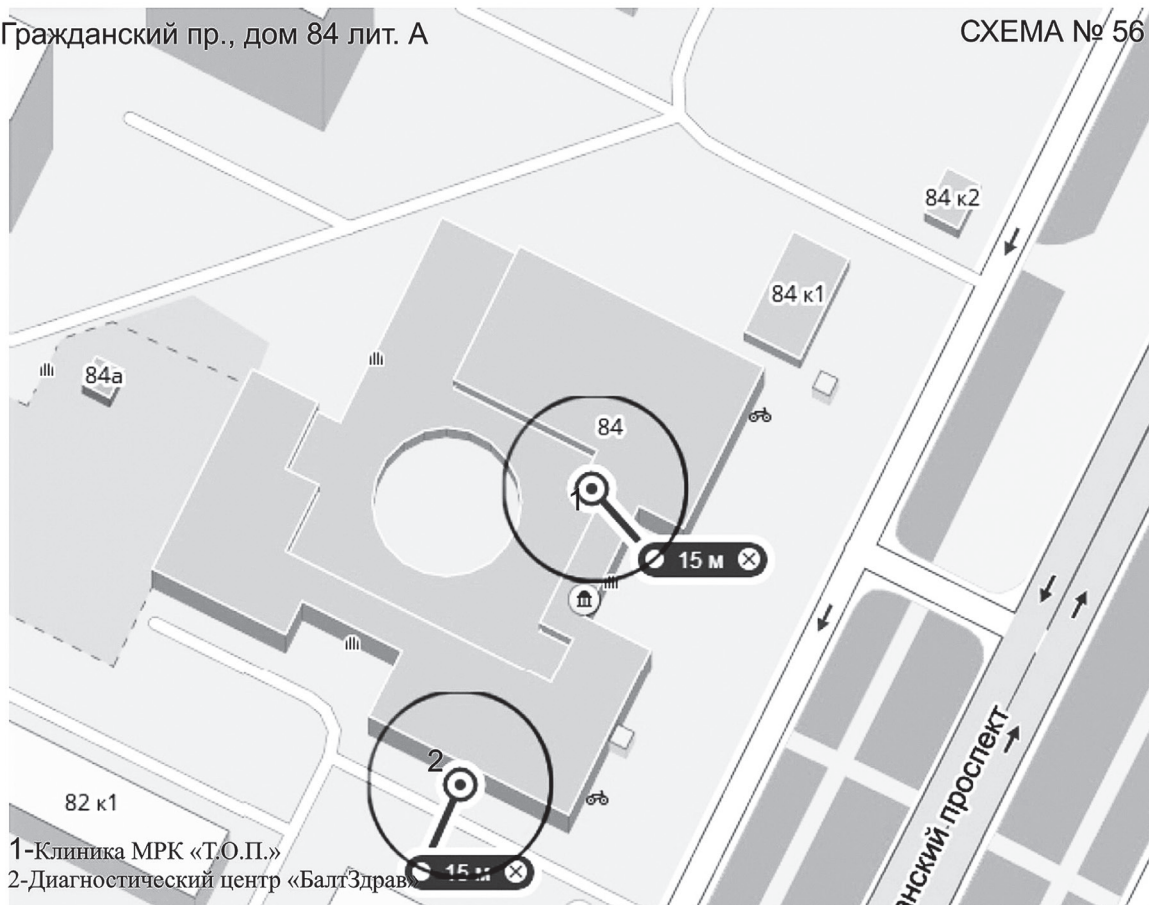 Гражданский пр., дом 84 лит. А
СХЕМА № 56
84 к2
84 к1
84а
84
1
15 м
2
82 к1
анский проспект
1-Клиника МРК «Т.О.П.»
2-Диагностический центр «БалтЗдрав»
15 м